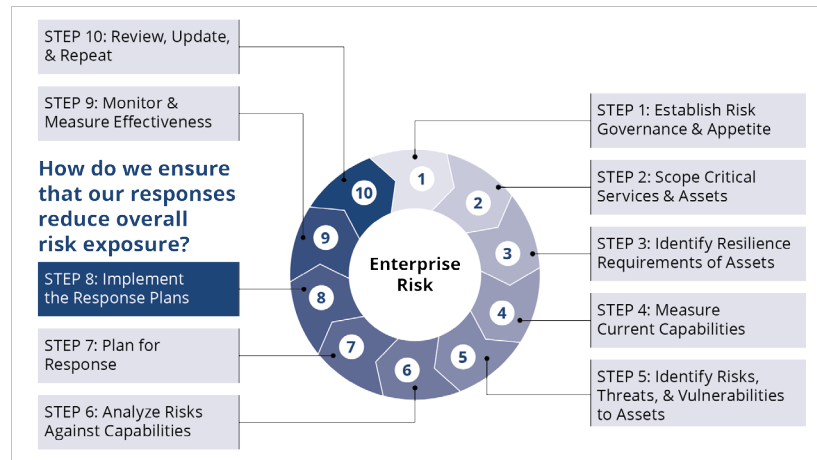 STEP 10: Review, Update,
& Repeat
STEP 9: Monitor &
Measure Effectiveness
How do we ensure
that our responses
reduce overall
risk exposure?
STEP 8: Implement
the Response Plans
STEP 7: Plan for
Response
STEP 6: Analyze Risks
Against Capabilities
10
1
2
3
4
5
6
7
8
9
Enterprise
Risk
STEP 1: Establish Risk
Governance & Appetite
STEP 2: Scope Critical
Services & Assets
STEP 3: Identify Resilience
Requirements of Assets
STEP 4: Measure
Current Capabilities
STEP 5: Identify Risks,
Threats, & Vulnerabilities
to Assets